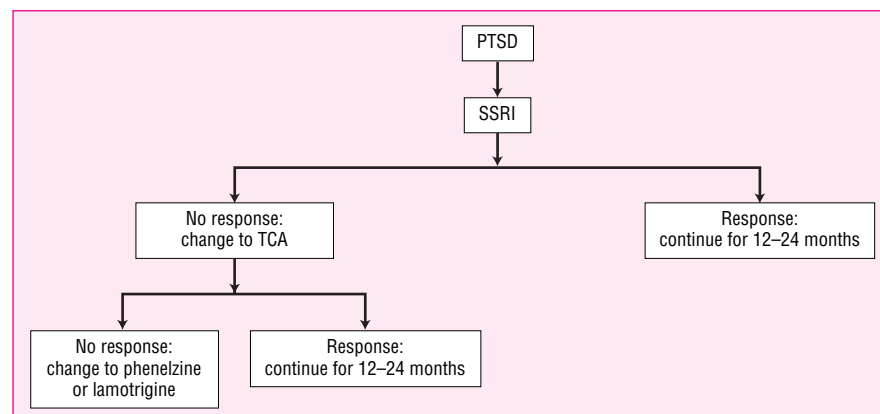 PTSD
SSRI
No response:
change to TCA
Response:
continue for 12–24 months
No response:
change to phenelzine
or lamotrigine
Response:
continue for 12–24 months